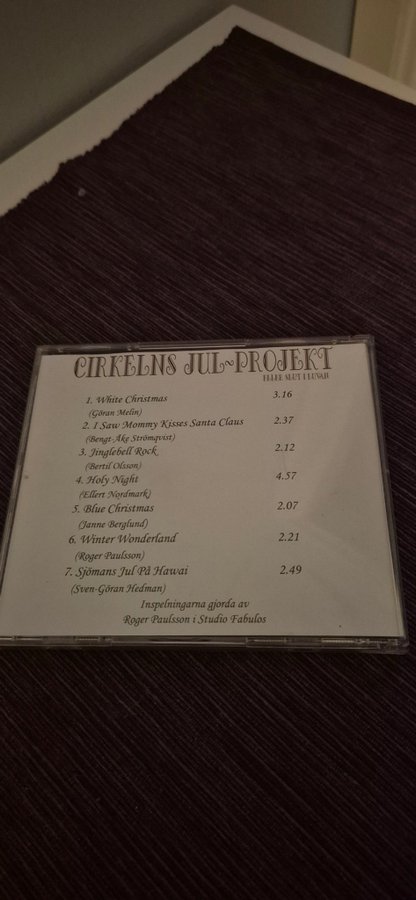 CIRKELNS JUL~PROJEKT
ELLER SLUT I LUVAN
1. White Christmas 3.16
(Göran Melin)
2. I Saw Mommy Kisses Santa Claus 2.37
(Bengt-Åke Strömqvist)
3. Jinglebell Rock 2.12
(Bertil Olsson)
4. Holy Night 4.57
(Ellert Nordmark)
5. Blue Christmas 2.07
(Janne Berglund)
6. Winter Wonderland 2.21
(Roger Paulsson)
7. Sjömans Jul På Hawai 2.49
(Sven-Göran Hedman)
Inspelningarna gjorda av
Roger Paulsson i Studio Fabulos